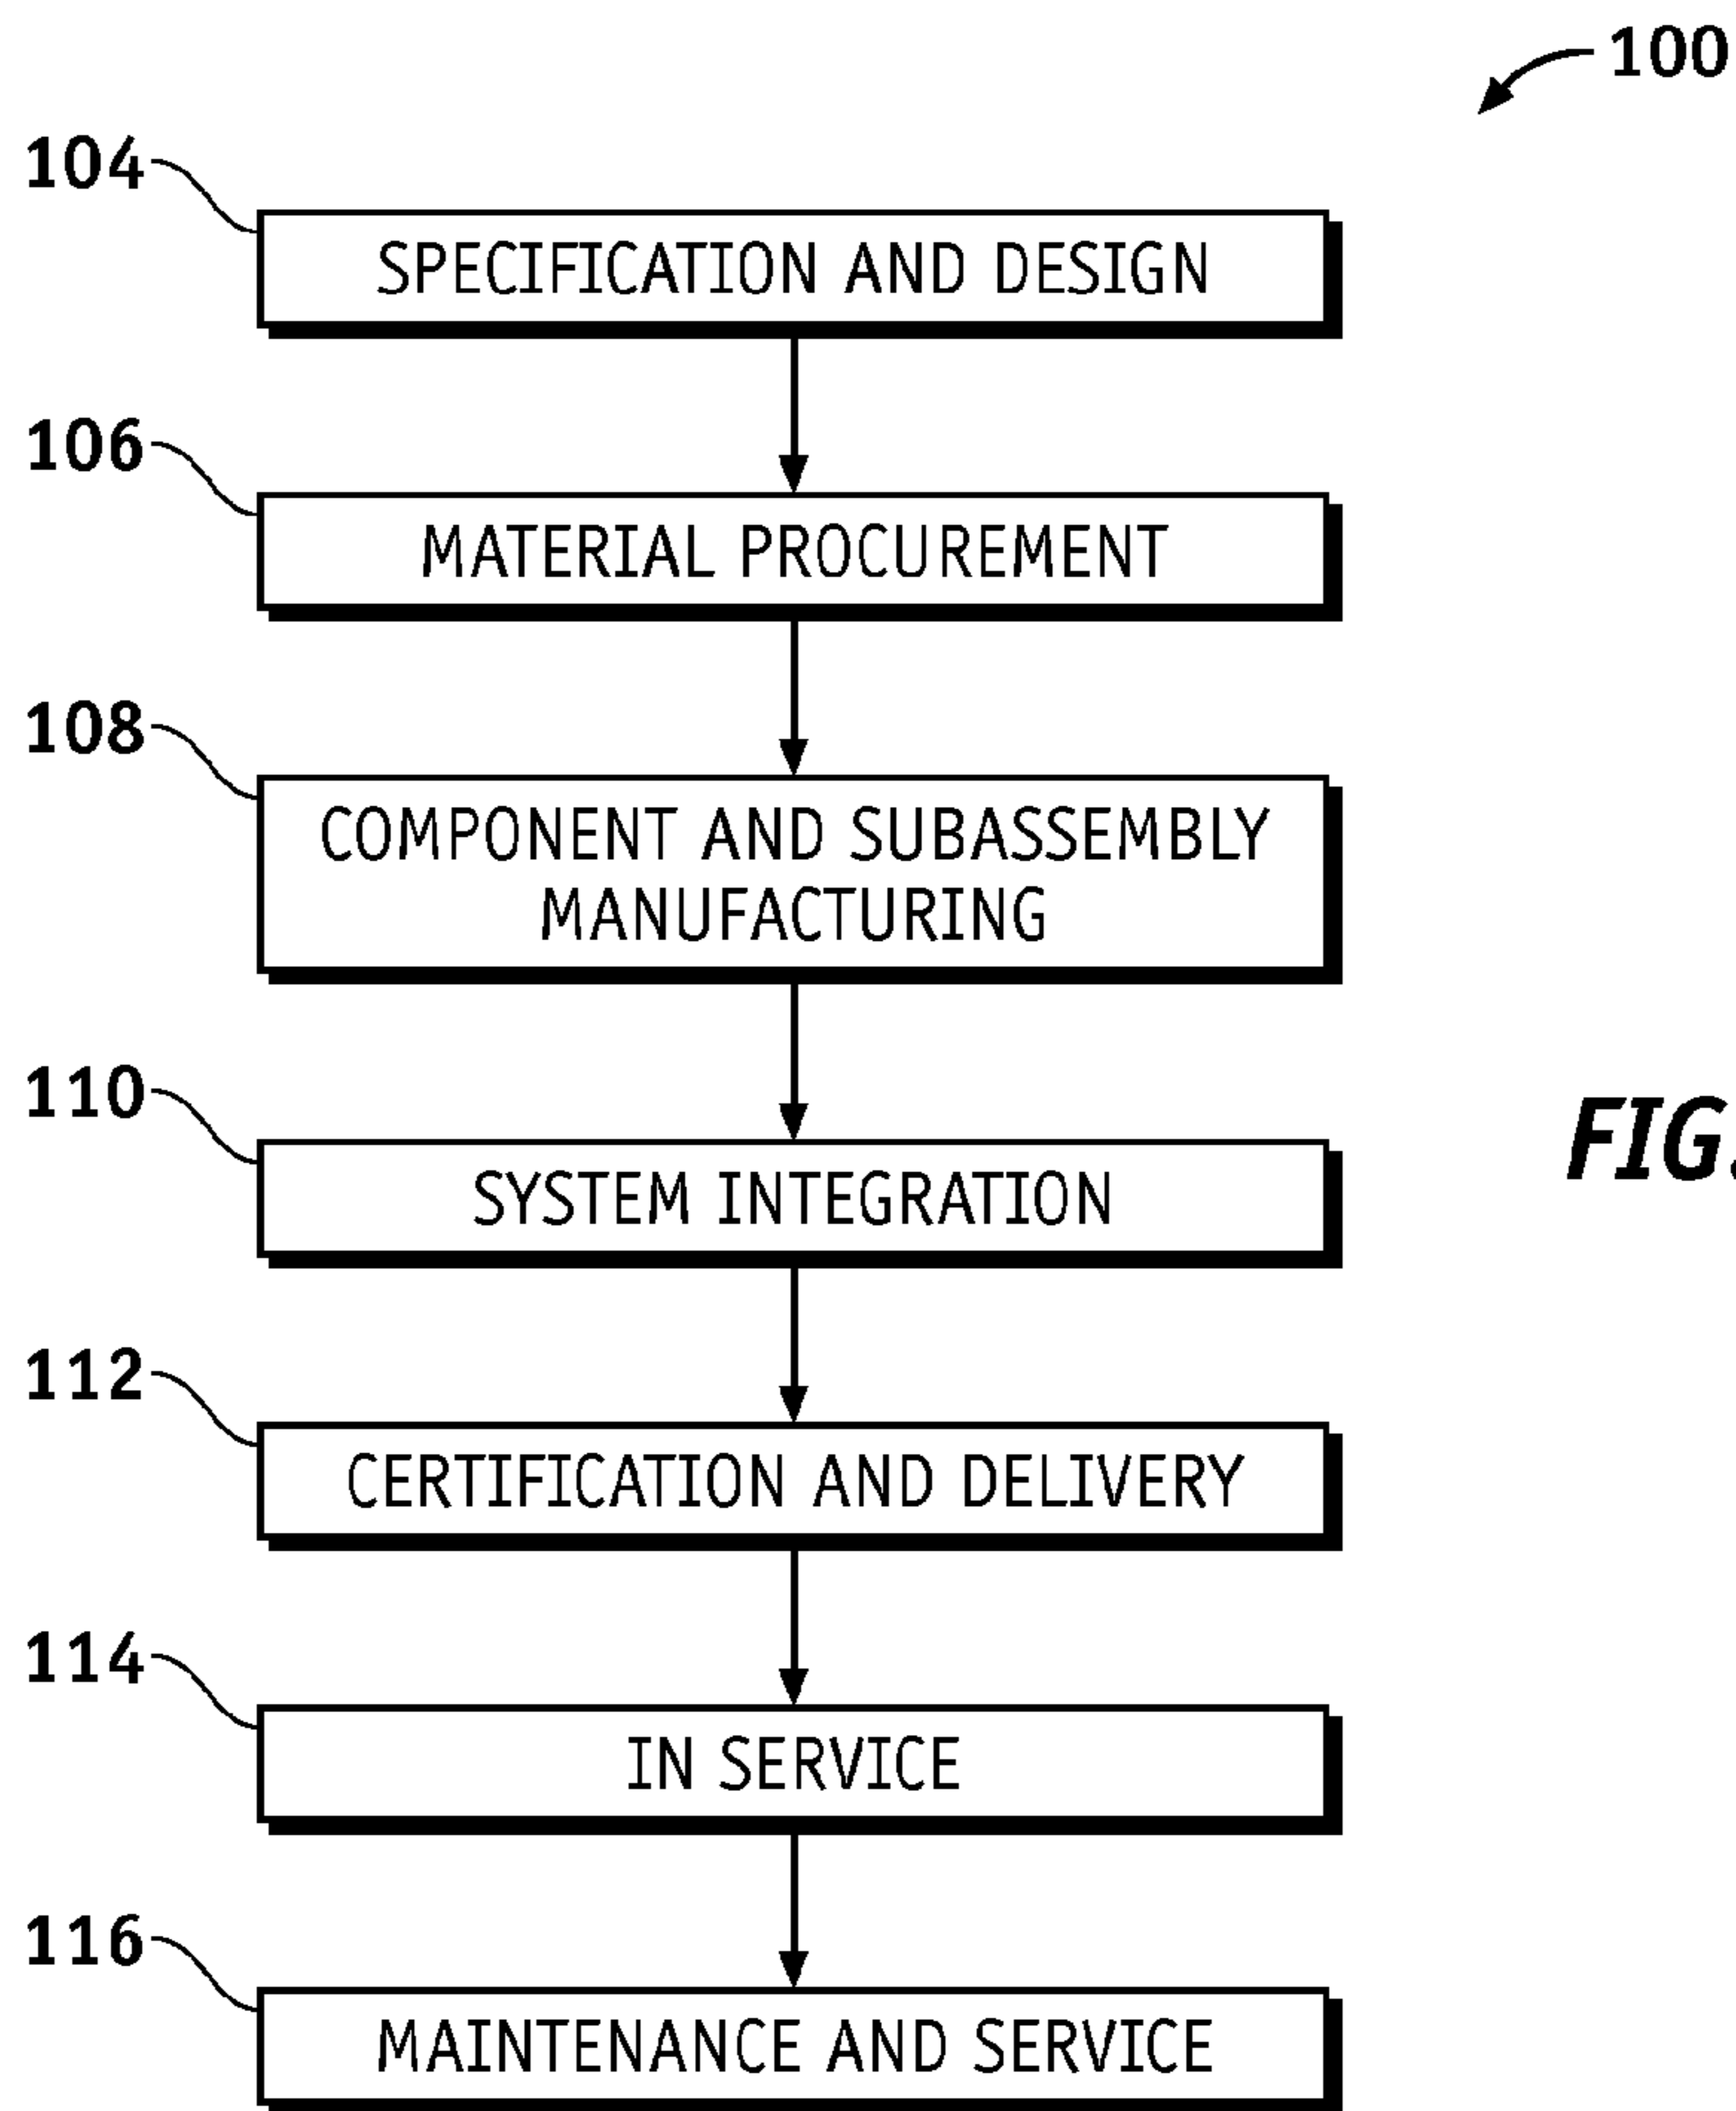 100
104
SPECIFICATION AND DESIGN
106
MATERIAL PROCUREMENT
108
COMPONENT AND SUBASSEMBLY
MANUFACTURING
110
SYSTEM INTEGRATION
FIG.
112
CERTIFICATION AND DELIVERY
114
IN SERVICE
116
MAINTENANCE AND SERVICE